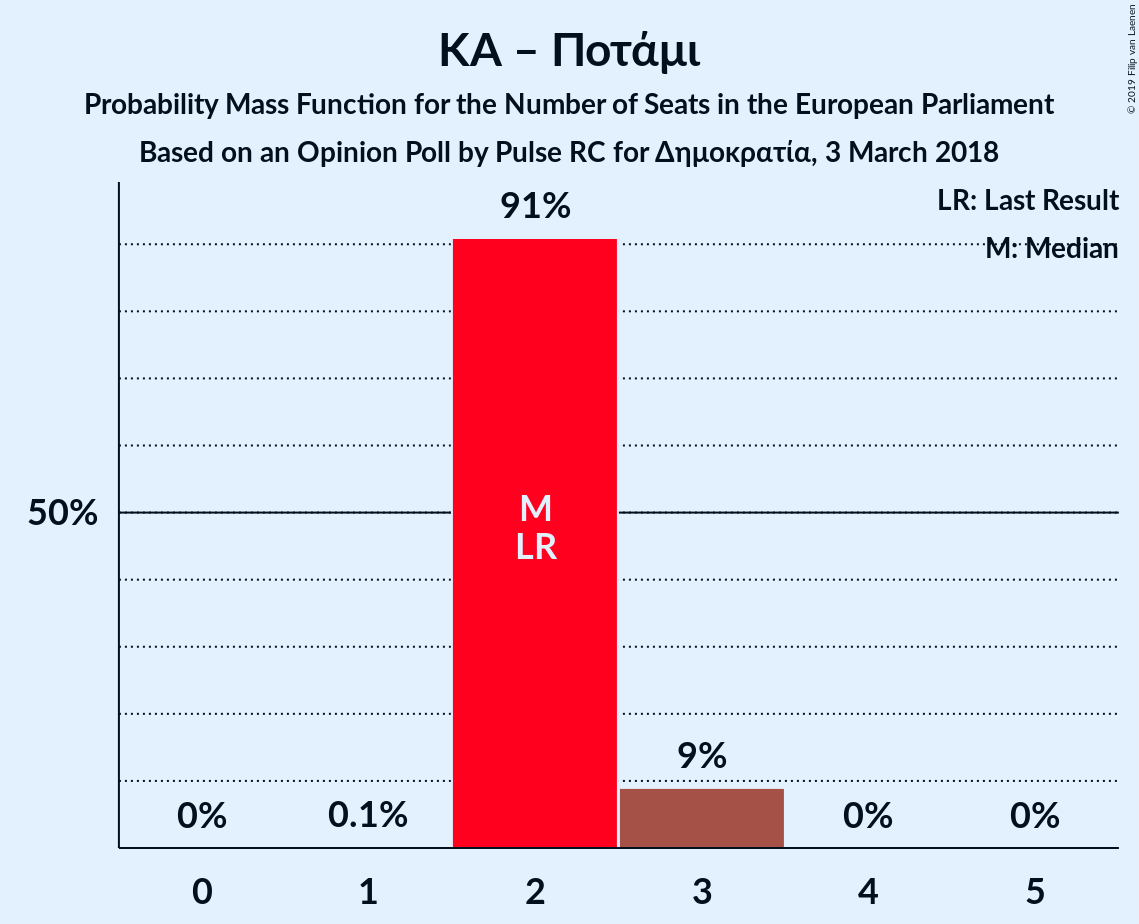 ΚΑ – Ποτάμι
Probability Mass Function for the Number of Seats in the European Parliament
Based on an Opinion Poll by Pulse RC for Δημοκρατία, 3 March 2018
© 2019 Filip van Laenen
LR: Last Result
M: Median
91%
50%
M
LR
9%
0%
0.1%
0%
0%
0
1
2
3
4
5